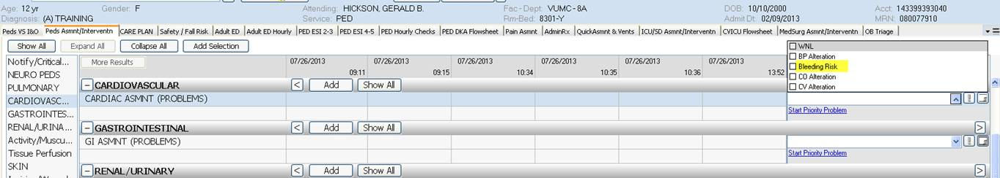 Age: 12 yr Gender: F Attending: HICKSON, GERALD B. Fac - Dept: VUMC - 8A DOB: 10/10/2000 Acct: 143399393040
Diagnosis: (A) TRAINING Service: PED Rm-Bed: 8301-Y Admit Dt: 02/09/2013 MRN: 080077910
Peds VS I&O Peds Asmnt/Interventn CARE PLAN Safety / Fall Risk Adult ED Adult ED Hourly PED ESI 2-3 PED ESI 4-5 PED Hourly Checks PED DKA Flowsheet Pain Asmnt AdminRx QuickAsmnt & Vents ICU/SD Asmnt/Interventn CVICU Flowsheet MedSurg Asmnt/Interventn OB Triage
Show All Expand All Collapse All Add Selection
WNL
BP Alteration
Bleeding Risk
CO Alteration
CV Alteration
Notify/Critical...
NEURO PEDS
PULMONARY
CARDIOVASC...
GASTROINTES...
RENAL/URINA...
Activity/Muscu...
Tissue Perfusion
SKIN
More Results 07/26/2013 07/26/2013 07/26/2013 07/26/2013 07/26/2013 07/26/2013
09:11 09:15 10:34 10:35 10:36 13:52
CARDIOVASCULAR < Add Show All
CARDIAC ASMNT (PROBLEMS)
Start Priority Problem
GASTROINTESTINAL < Add Show All >
GI ASMNT (PROBLEMS)
Start Priority Problem
RENAL/URINARY < Add Show All >